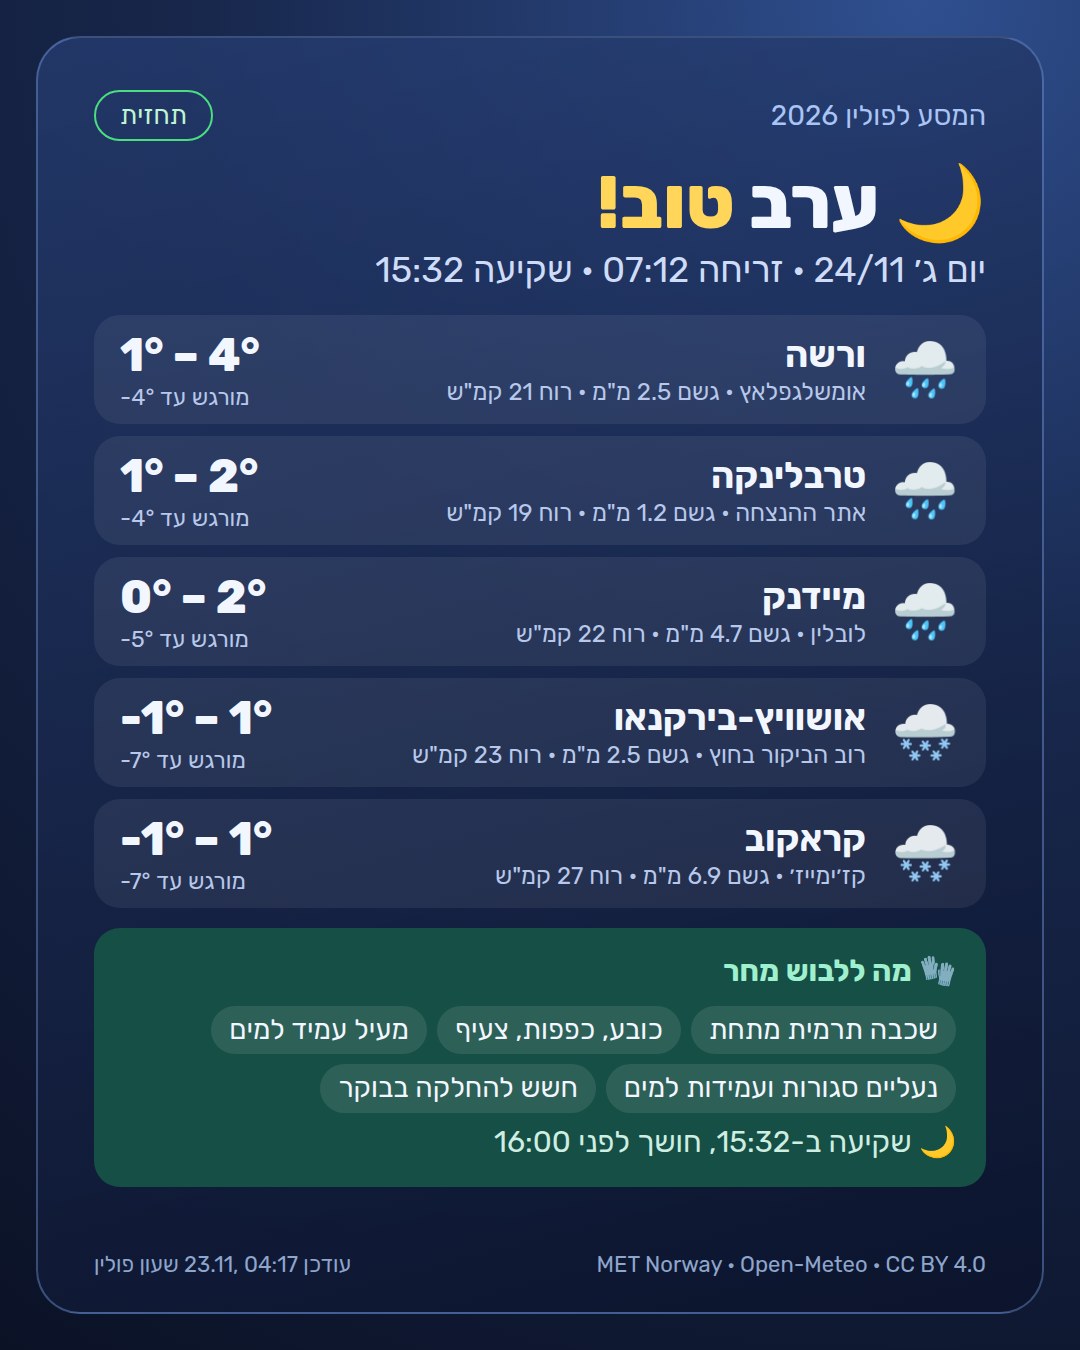 המסע לפולין 2026
תחזית
🌙 ערב טוב!
יום ג׳ 24/11 • זריחה 07:12 • שקיעה 15:32
ורשה
אומשלגפלאץ • גשם 2.5 מ"מ • רוח 21 קמ"ש
1° – 4°
מורגש עד ‎-4°
טרבלינקה
אתר ההנצחה • גשם 1.2 מ"מ • רוח 19 קמ"ש
1° – 2°
מורגש עד ‎-4°
מיידנק
לובלין • גשם 4.7 מ"מ • רוח 22 קמ"ש
0° – 2°
מורגש עד ‎-5°
אושוויץ-בירקנאו
רוב הביקור בחוץ • גשם 2.5 מ"מ • רוח 23 קמ"ש
-1° – 1°
מורגש עד ‎-7°
קראקוב
קז׳ימייז׳ • גשם 6.9 מ"מ • רוח 27 קמ"ש
-1° – 1°
מורגש עד ‎-7°
🧤 מה ללבוש מחר
שכבה תרמית מתחת
כובע, כפפות, צעיף
מעיל עמיד למים
נעליים סגורות ועמידות למים
חשש להחלקה בבוקר
🌙 שקיעה ב-15:32, חושך לפני 16:00
MET Norway • Open-Meteo • CC BY 4.0
עודכן 04:17 ,23.11 שעון פולין